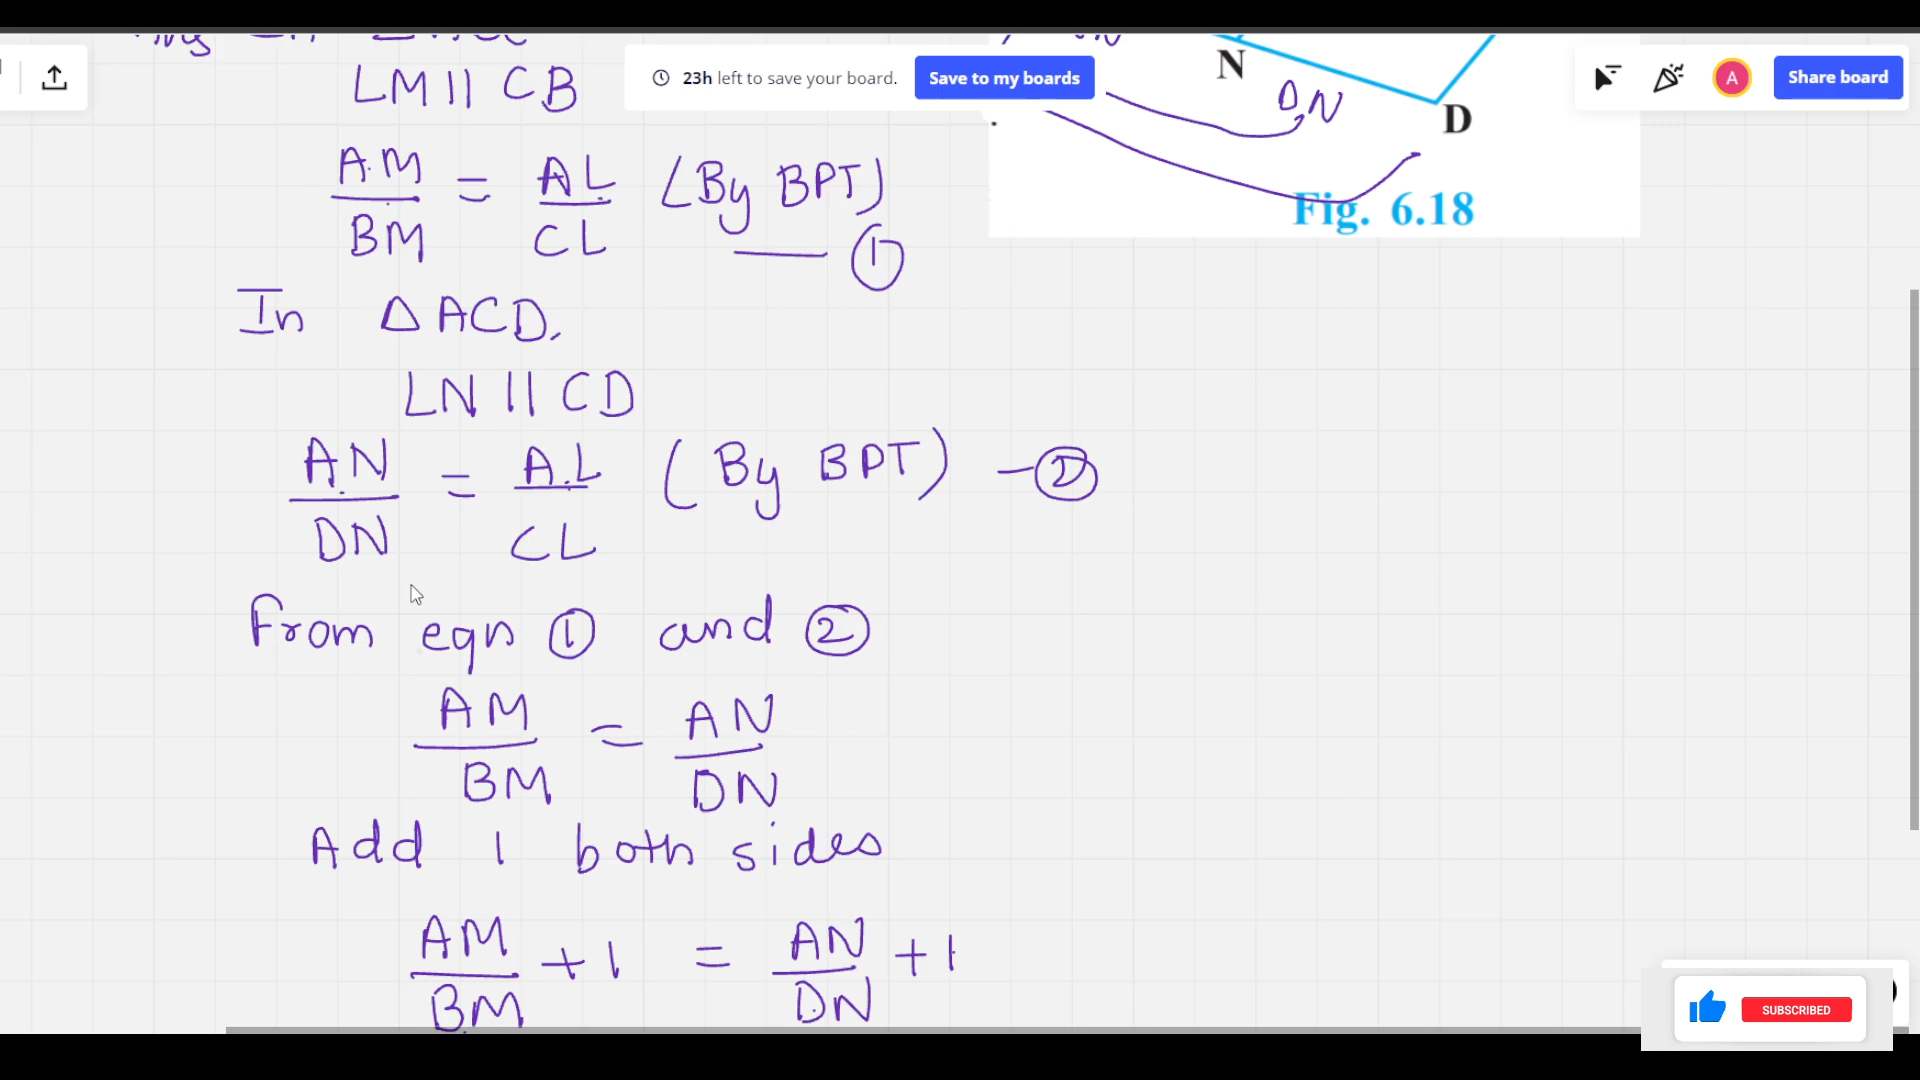 23h left to save your board.
Save to my boards
A
Share board
LM || CB
N
DN
D
AM/BM = AL/CL (By BPT)
— ①
Fig. 6.18
In △ACD,
LN || CD
AN/DN = AL/CL (By BPT) — ②
From eqn ① and ②
AM/BM = AN/DN
Add 1 both sides
AM/BM + 1 = AN/DN + 1
SUBSCRIBED